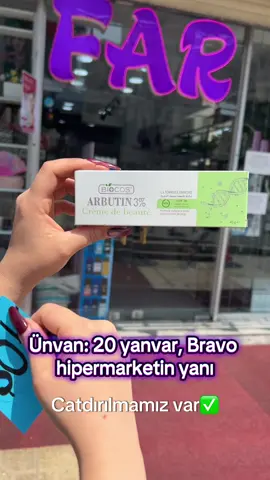 FAR
BIOCOS
ARBUTIN 3%
Crème de beauté
Ünvan: 20 yanvar, Bravo
hipermarketin yanı
Catdırılmamız var✅